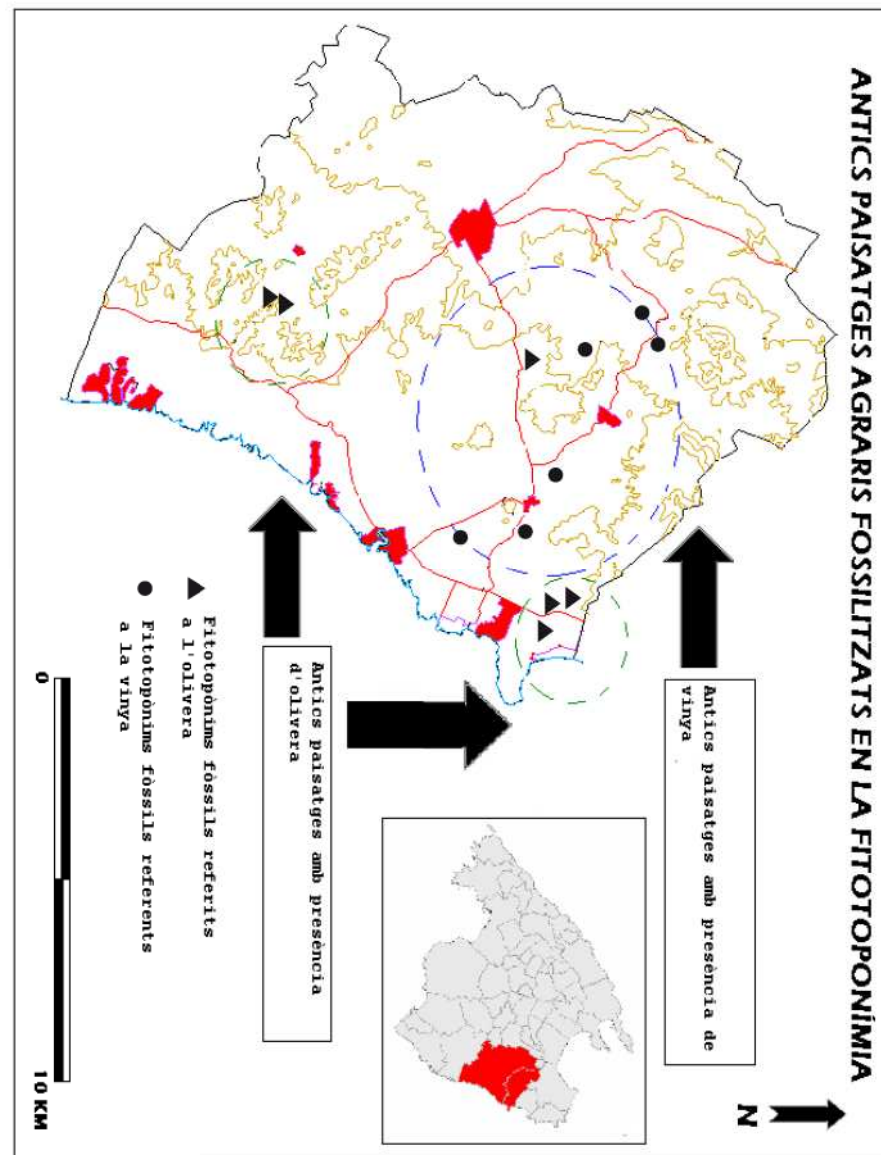 ANTICS PAISATGES AGRARIS FOSSILITZATS EN LA FITOTOPONÍMIA
Antics paisatges amb presència de
vinya
Antics paisatges amb presència
d'olivera
Fitotopònims fòssils referits
a l'olivera
Fitotopònims fòssils referents
a la vinya
0
10 KM
N